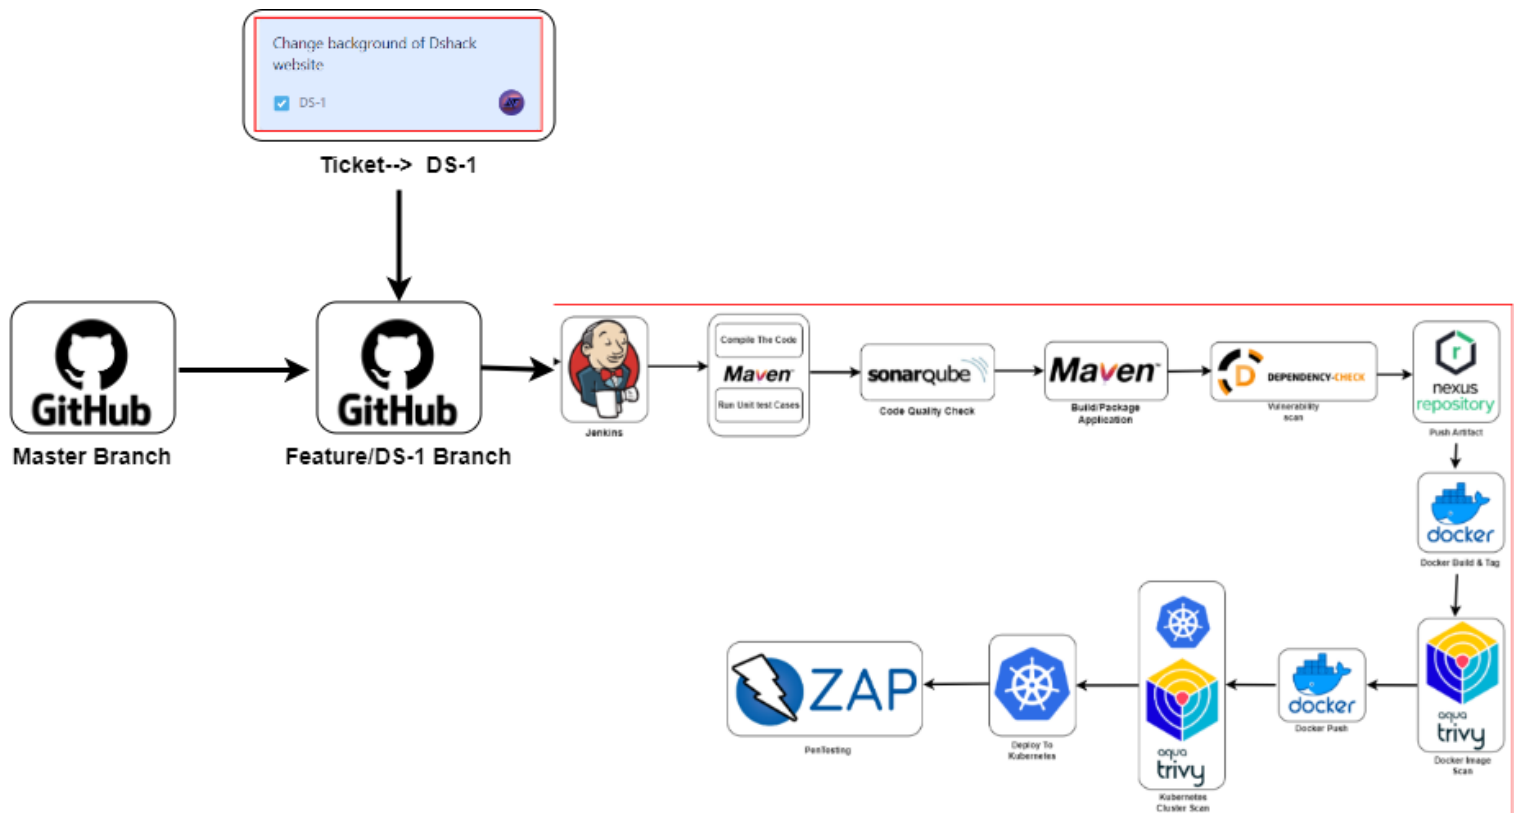 Change background of Dshack
website
DS-1
Ticket--> DS-1
GitHub
Master Branch
GitHub
Feature/DS-1 Branch
Jenkins
Compile The Code
Maven™
Run Unit test Cases
sonarqube
Code Quality Check
Maven™
Build/Package
Application
D
DEPENDENCY-CHECK
Vulnerability
scan
r
nexus
repository
Push Artifact
docker
Docker Build & Tag
aqua
trivy
Docker Image
Scan
docker
Docker Push
aqua
trivy
Kubernetes
Cluster Scan
Deploy To
Kubernetes
ZAP
PenTesting